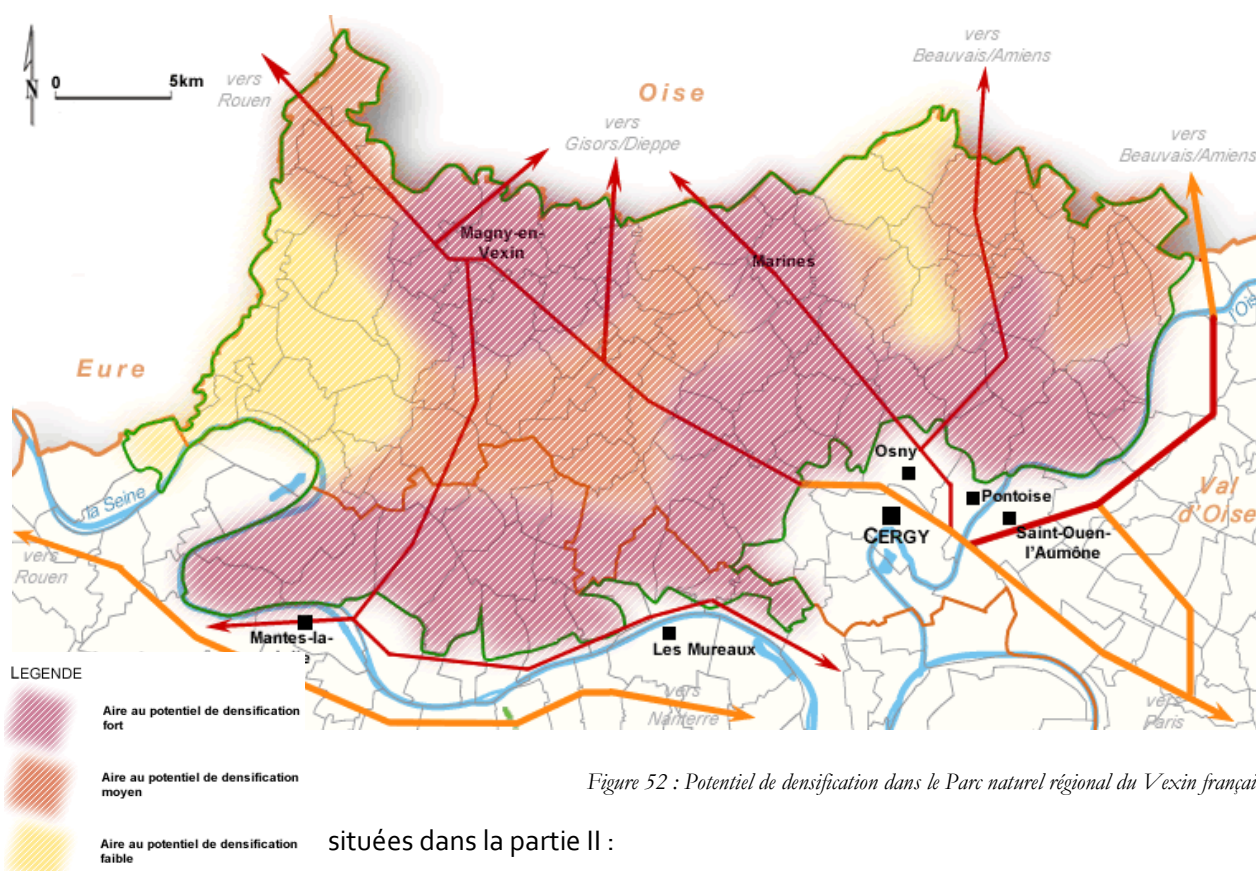 vers
Beauvais/Amiens
N
0
5km
vers
Rouen
Oise
vers
Gisors/Dieppe
vers
Beauvais/Amiens
Magny-en-
Vexin
Marines
Eure
la Seine
Osny
Pontoise
CERGY
Saint-Ouen-
l'Aumône
Val
d'Oise
vers
Rouen
Mantes-la-
Les Mureaux
vers
Nanterre
vers
Paris
LEGENDE
Aire au potentiel de densification
fort
Aire au potentiel de densification
moyen
Aire au potentiel de densification
faible
Figure 52 : Potentiel de densification dans le Parc naturel régional du Vexin françai
situées dans la partie II :